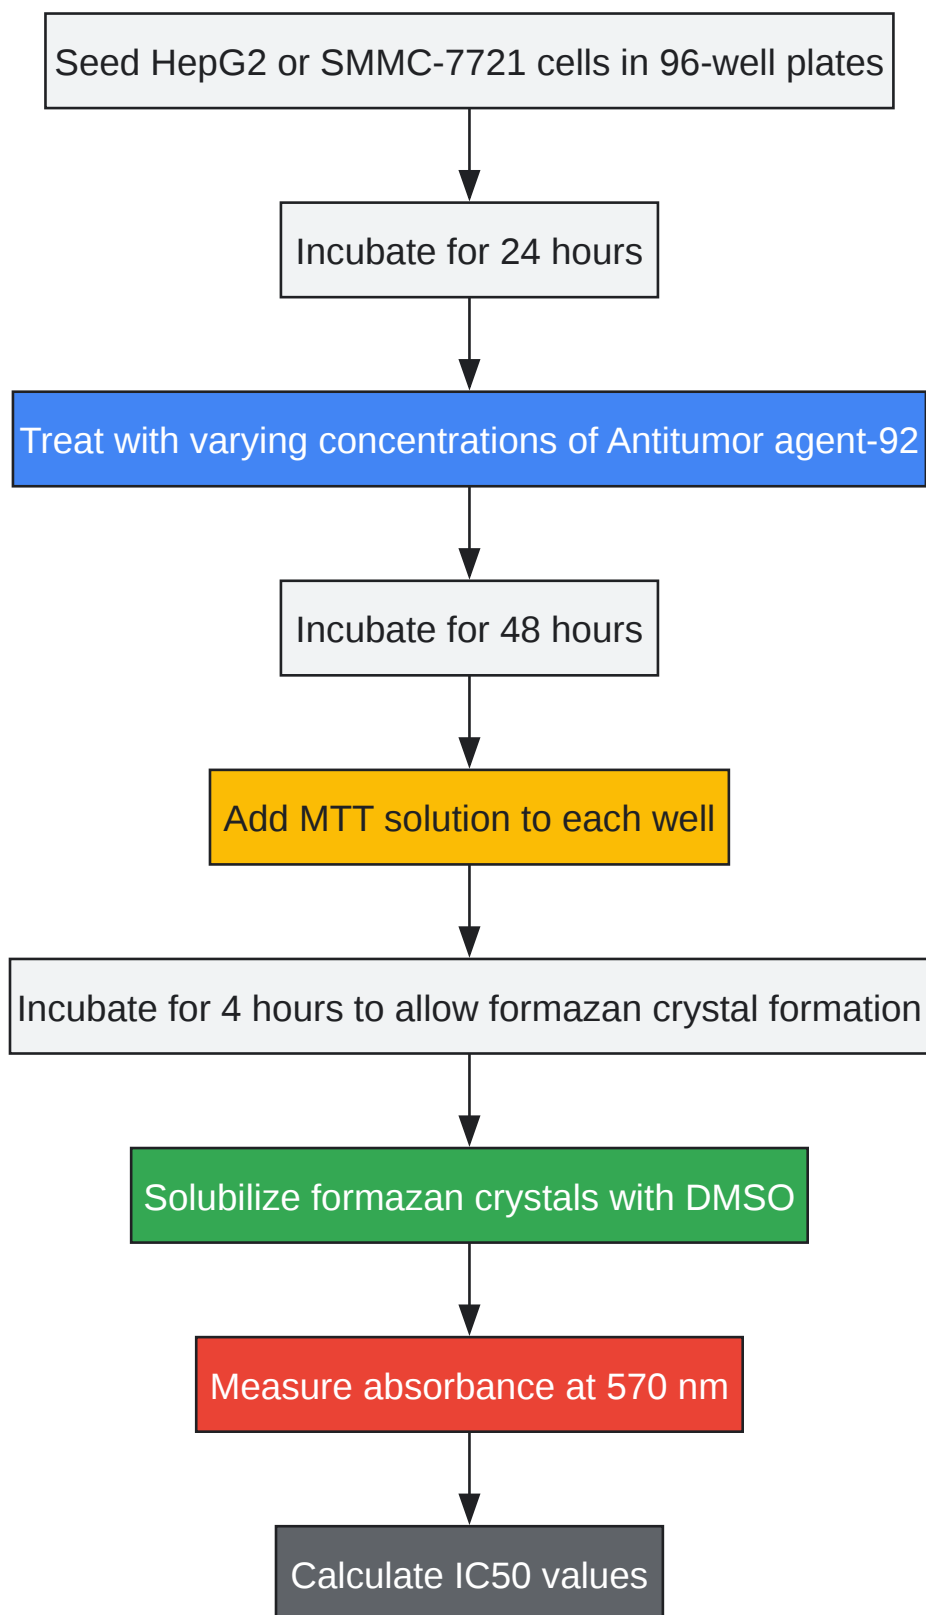 Seed HepG2 or SMMC-7721 cells in 96-well plates
Incubate for 24 hours
Treat with varying concentrations of Antitumor agent-92
Incubate for 48 hours
Add MTT solution to each well
Incubate for 4 hours to allow formazan crystal formation
Solubilize formazan crystals with DMSO
Measure absorbance at 570 nm
Calculate IC50 values